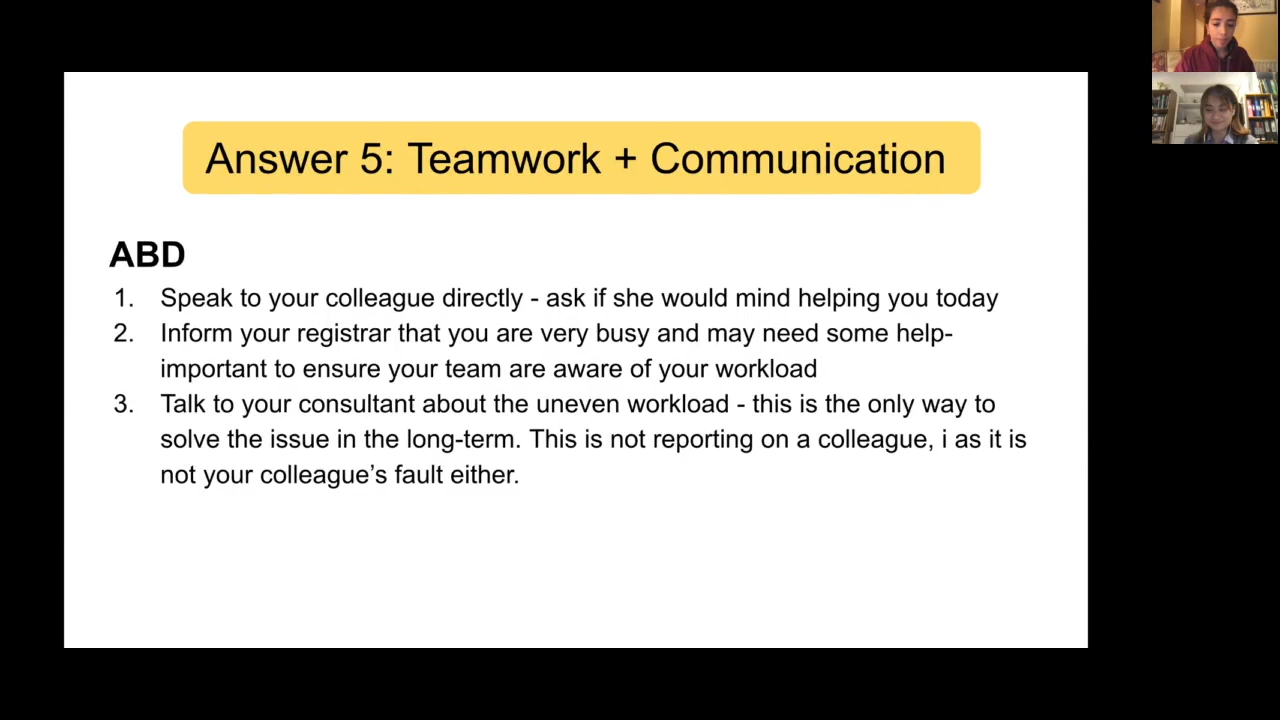 Answer 5: Teamwork + Communication
ABD
1. Speak to your colleague directly - ask if she would mind helping you today
2. Inform your registrar that you are very busy and may need some help-
important to ensure your team are aware of your workload
3. Talk to your consultant about the uneven workload - this is the only way to
solve the issue in the long-term. This is not reporting on a colleague, i as it is
not your colleague’s fault either.